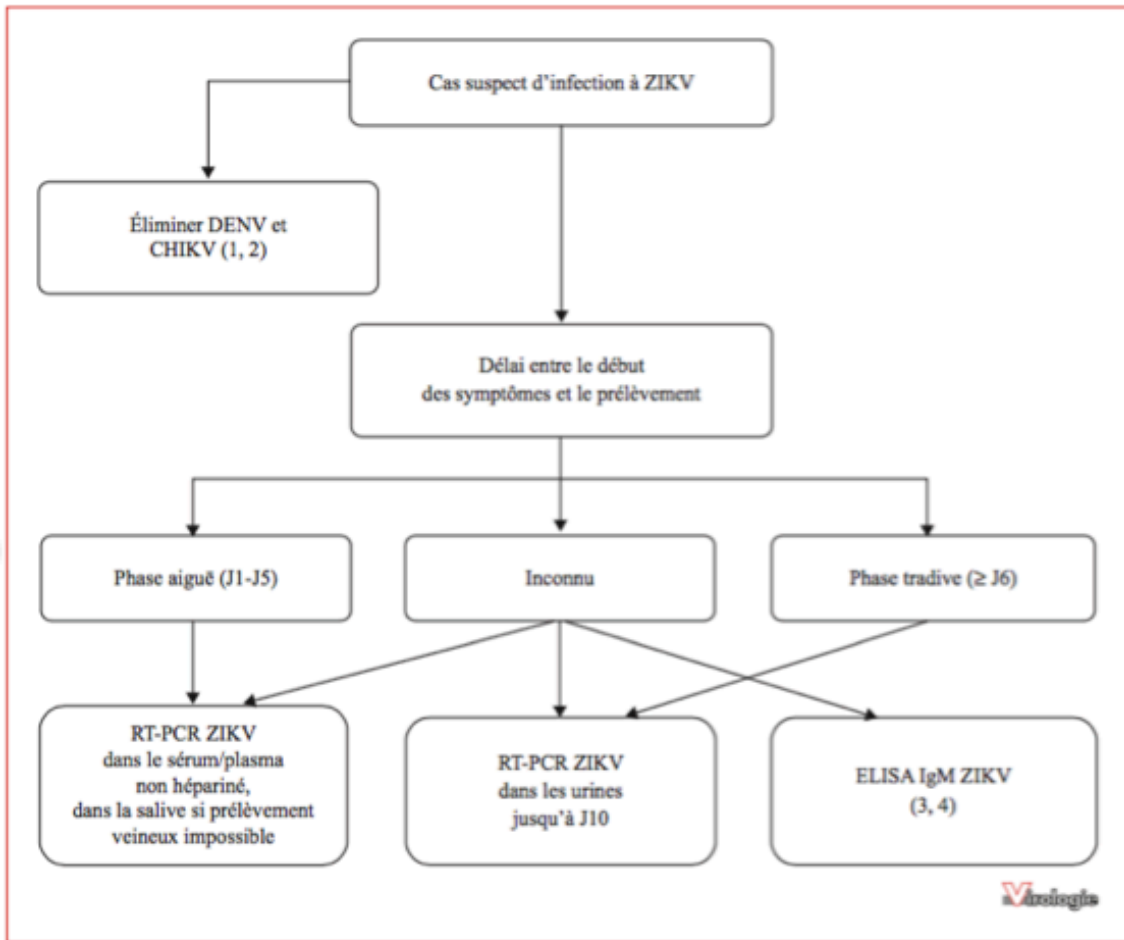 Cas suspect d'infection à ZIKV
Éliminer DENV et
CHIKV (1, 2)
Délai entre le début
des symptômes et le prélèvement
Phase aiguë (J1-J5)
Inconnu
Phase tradive (≥ J6)
RT-PCR ZIKV
dans le sérum/plasma
non hépariné,
dans la salive si prélèvement
veineux impossible
RT-PCR ZIKV
dans les urines
jusqu'à J10
ELISA IgM ZIKV
(3, 4)
Virologie